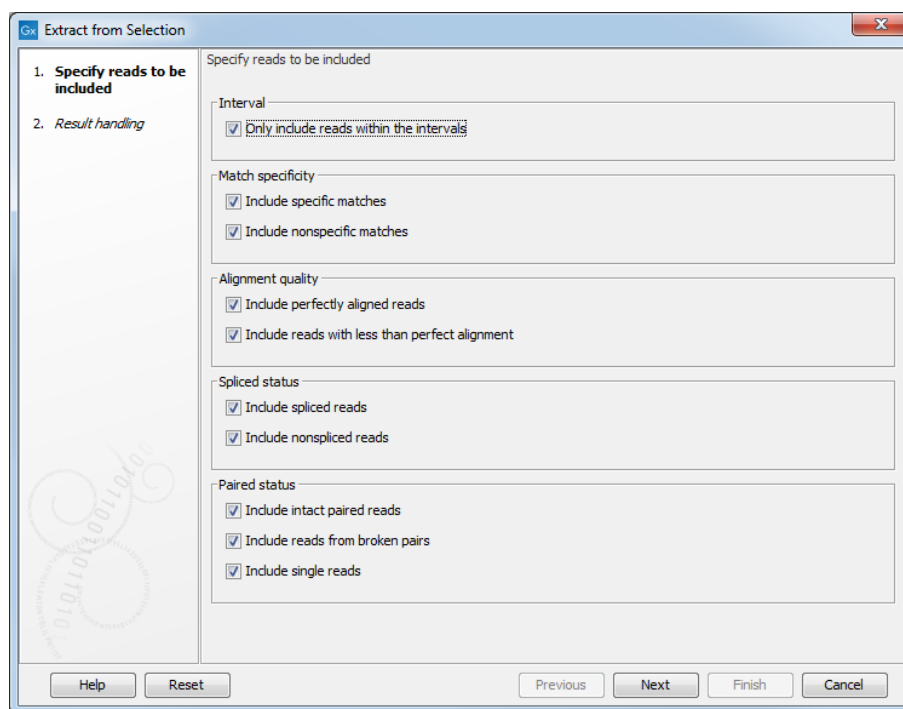 Gx Extract from Selection
1. Specify reads to be
included
2. Result handling
Specify reads to be included
Interval
Only include reads within the intervals
Match specificity
Include specific matches
Include nonspecific matches
Alignment quality
Include perfectly aligned reads
Include reads with less than perfect alignment
Spliced status
Include spliced reads
Include nonspliced reads
Paired status
Include intact paired reads
Include reads from broken pairs
Include single reads
Help Reset Previous Next Finish Cancel